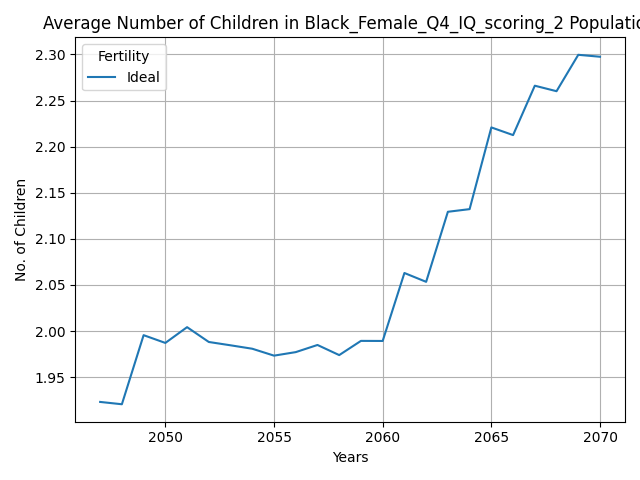 Average Number of Children in Black_Female_Q4_IQ_scoring_2 Populatio
Fertility
Ideal
2.30
2.25
2.20
2.15
2.10
2.05
2.00
1.95
No. of Children
2050 2055 2060 2065 2070
Years